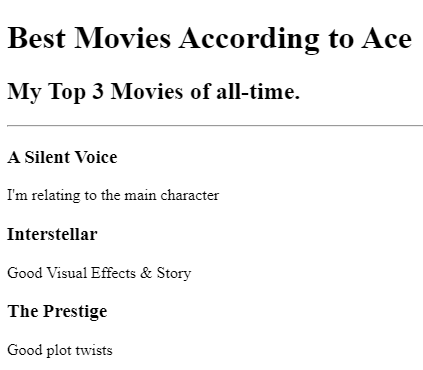 Best Movies According to Ace
My Top 3 Movies of all-time.
A Silent Voice
I'm relating to the main character
Interstellar
Good Visual Effects & Story
The Prestige
Good plot twists